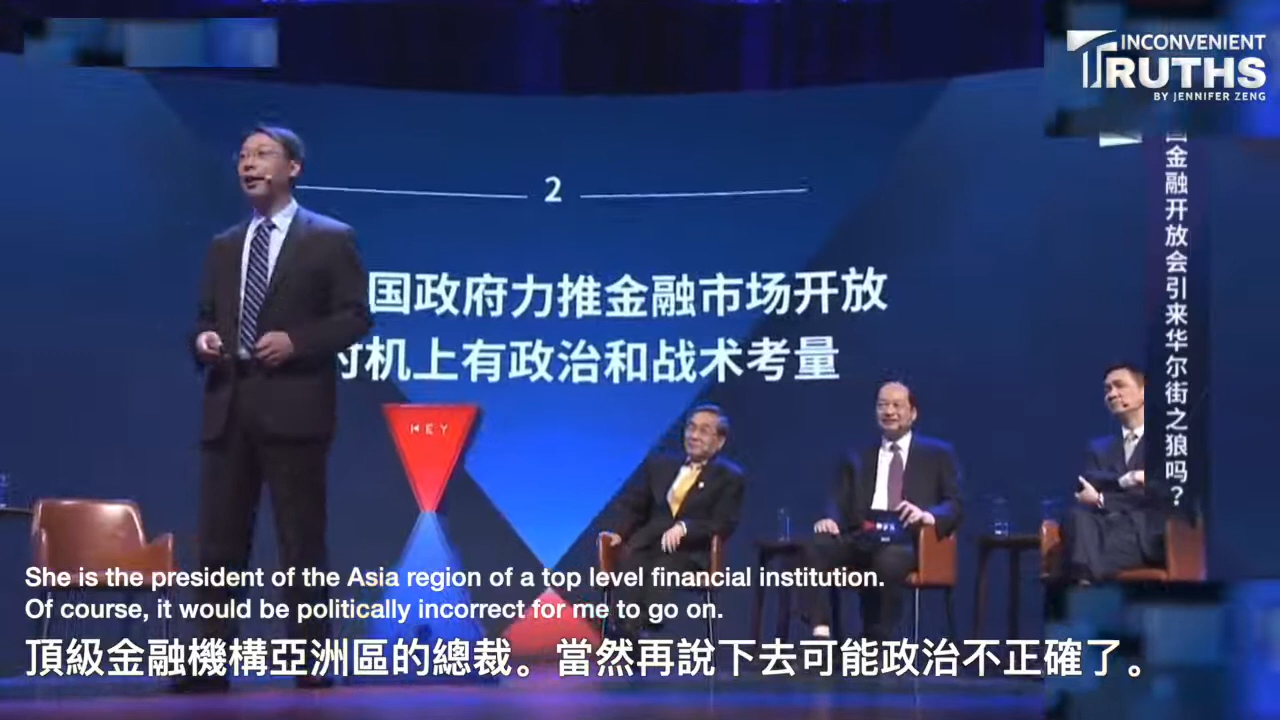 INCONVENIENT
TRUTHS
BY JENNIFER ZENG
2
国政府力推金融市场开放
时机上有政治和战术考量
KEY
国金融开放会引来华尔街之狼吗?
She is the president of the Asia region of a top level financial institution.
Of course, it would be politically incorrect for me to go on.
頂級金融機構亞洲區的總裁。當然再說下去可能政治不正確了。